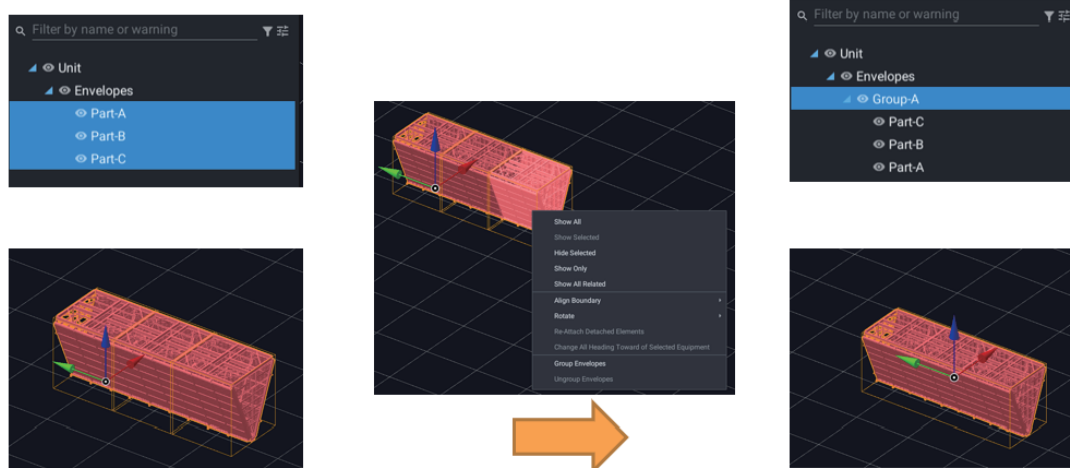 Filter by name or warning
Unit
Envelopes
Part-A
Part-B
Part-C
Show All
Show Selected
Hide Selected
Show Only
Show All Related
Align Boundary
Rotate
Re-Attach Detached Elements
Change All Heading Toward of Selected Equipment
Group Envelopes
Ungroup Envelopes
Filter by name or warning
Unit
Envelopes
Group-A
Part-C
Part-B
Part-A